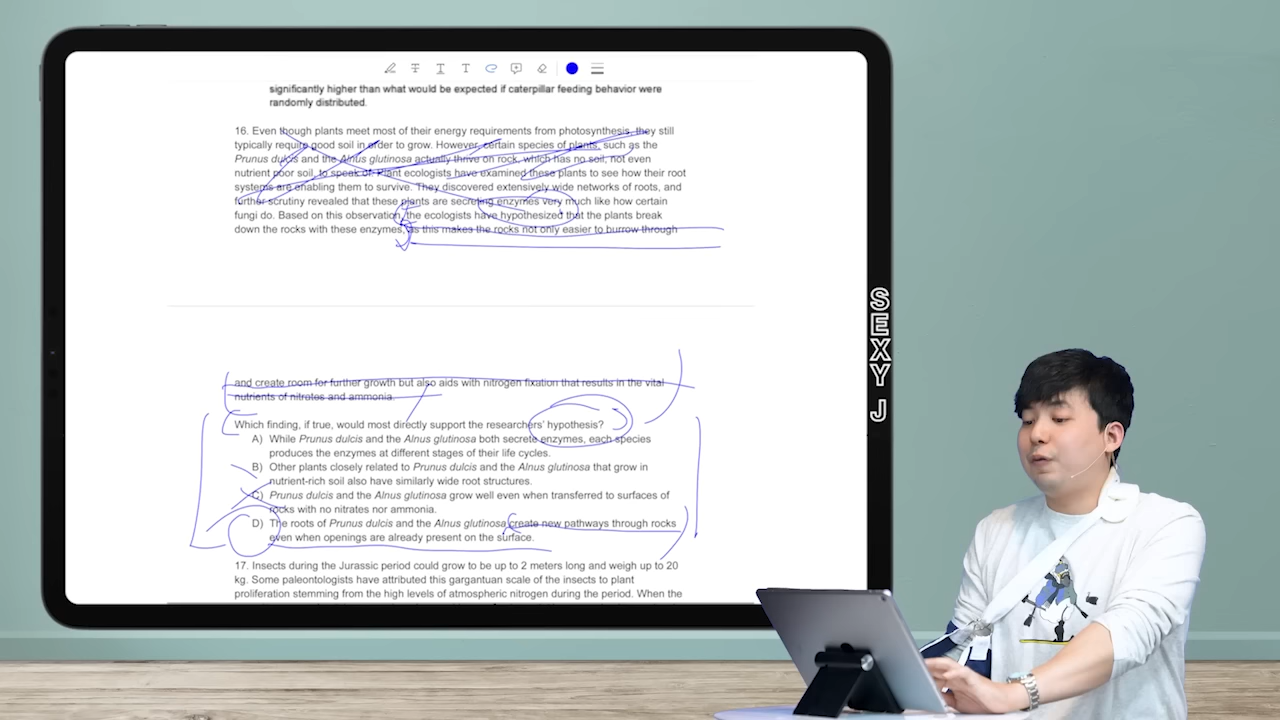 significantly higher than what would be expected if caterpillar feeding behavior were
randomly distributed.
16. Even though plants meet most of their energy requirements from photosynthesis, they still
typically require good soil in order to grow. However, certain species of plants, such as the
Prunus dulcis and the Alnus glutinosa actually thrive on rock, which has no soil, not even
nutrient poor soil, to speak of. Plant ecologists have examined these plants to see how their root
systems are enabling them to survive. They discovered extensively wide networks of roots, and
further scrutiny revealed that these plants are secreting enzymes very much like how certain
fungi do. Based on this observation, the ecologists have hypothesized that the plants break
down the rocks with these enzymes, as this makes the rocks not only easier to burrow through
and create room for further growth but also aids with nitrogen fixation that results in the vital
nutrients of nitrates and ammonia.
Which finding, if true, would most directly support the researchers' hypothesis?
A) While Prunus dulcis and the Alnus glutinosa both secrete enzymes, each species
produces the enzymes at different stages of their life cycles.
B) Other plants closely related to Prunus dulcis and the Alnus glutinosa that grow in
nutrient-rich soil also have similarly wide root structures.
C) Prunus dulcis and the Alnus glutinosa grow well even when transferred to surfaces of
rocks with no nitrates nor ammonia.
D) The roots of Prunus dulcis and the Alnus glutinosa create new pathways through rocks
even when openings are already present on the surface.
17. Insects during the Jurassic period could grow to be up to 2 meters long and weigh up to 20
kg. Some paleontologists have attributed this gargantuan scale of the insects to plant
proliferation stemming from the high levels of atmospheric nitrogen during the period. When the
SEXY J